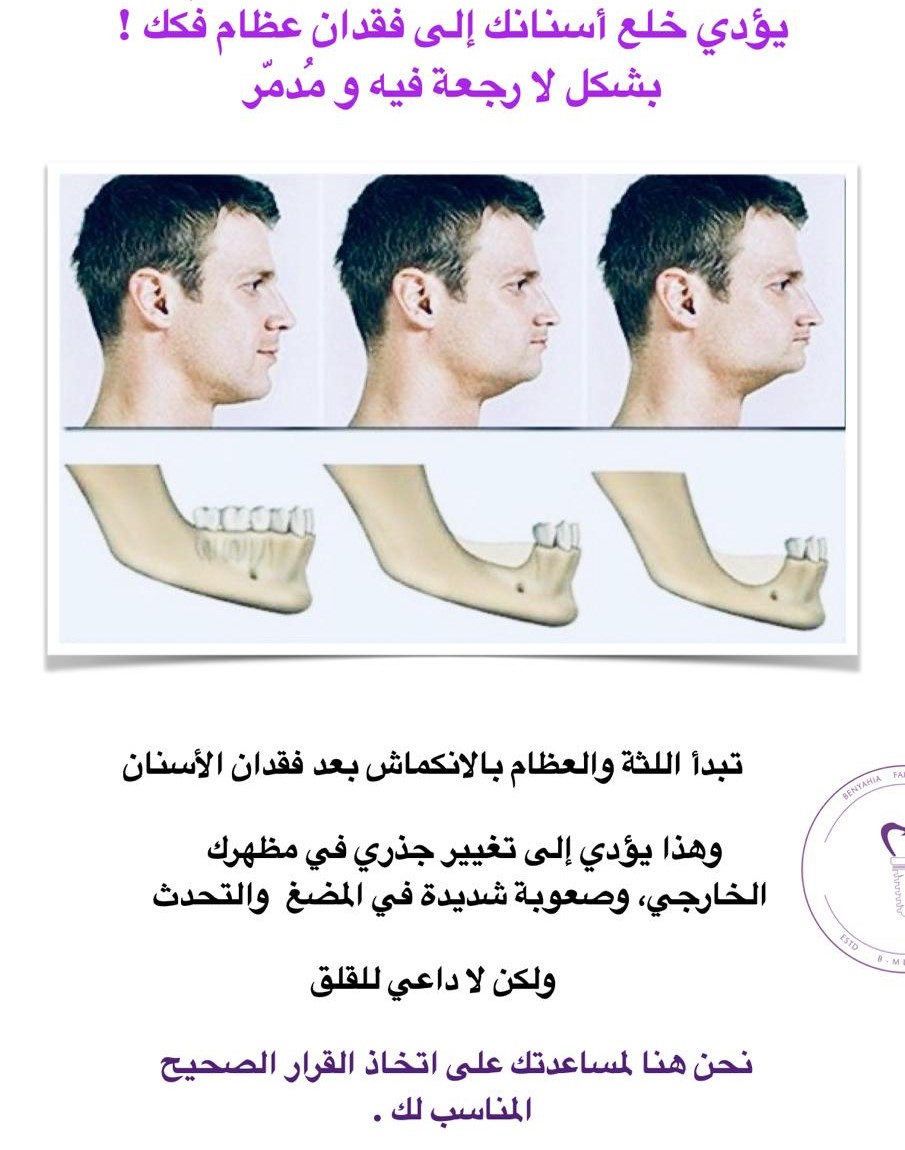 يؤدي خلع أسنانك إلى فقدان عظام فكك !
بشكل لا رجعة فيه و مُدمّر
تبدأ اللثة والعظام بالانكماش بعد فقدان الأسنان
وهذا يؤدي إلى تغيير جذري في مظهرك
الخارجي، وصعوبة شديدة في المضغ والتحدث
ولكن لا داعي للقلق
نحن هنا لمساعدتك على اتخاذ القرار الصحيح
المناسب لك .
BENYAHIA
ESTD